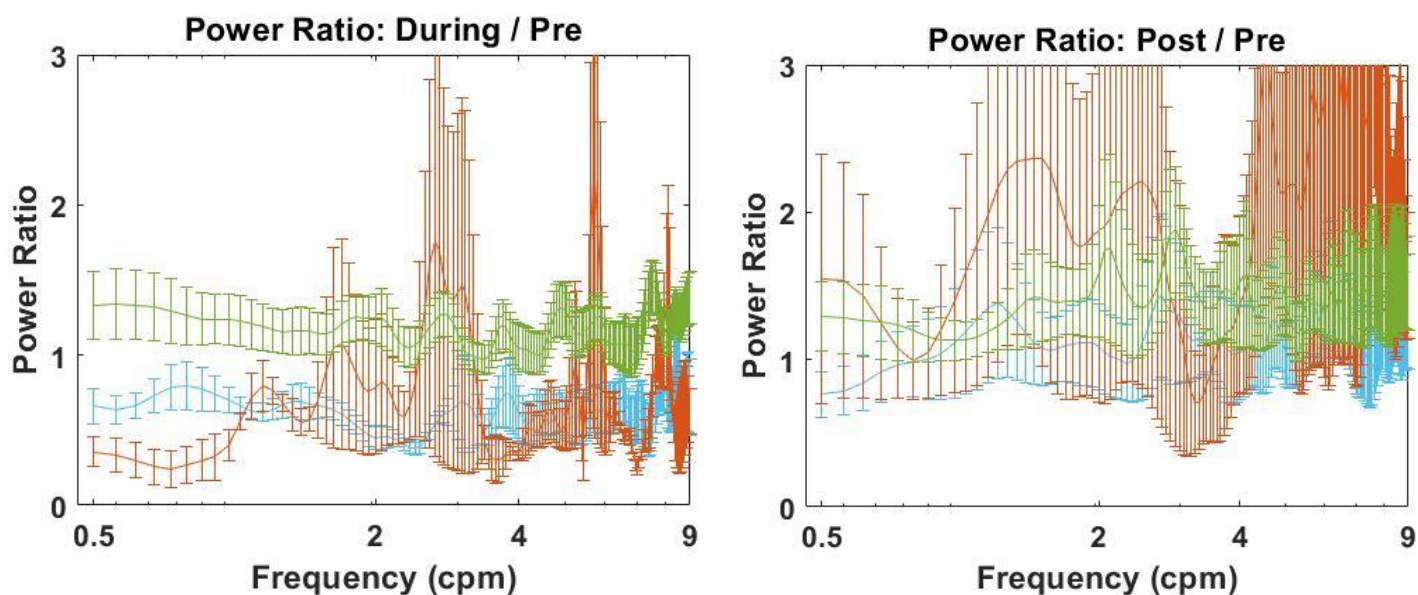 Power Ratio: During / Pre
3
2
1
0
Power Ratio
0.5 2 4 9
Frequency (cpm)
Power Ratio: Post / Pre
3
2
1
0
Power Ratio
0.5 2 4 9
Frequency (cpm)